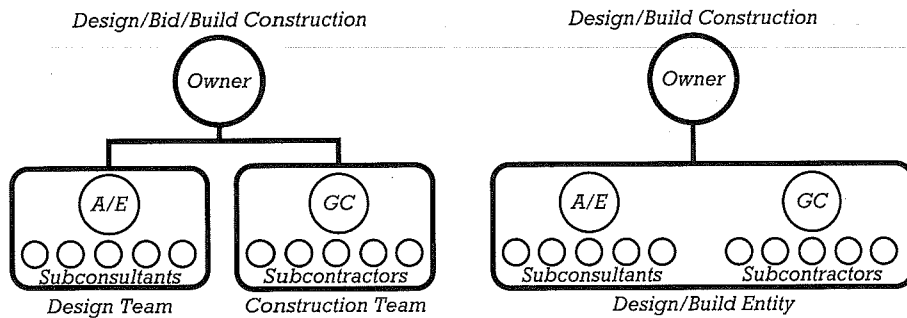 Design/Bid/Build Construction
Owner
A/E
GC
Subconsultants
Subcontractors
Design Team
Construction Team
Design/Build Construction
Owner
A/E
GC
Subconsultants
Subcontractors
Design/Build Entity